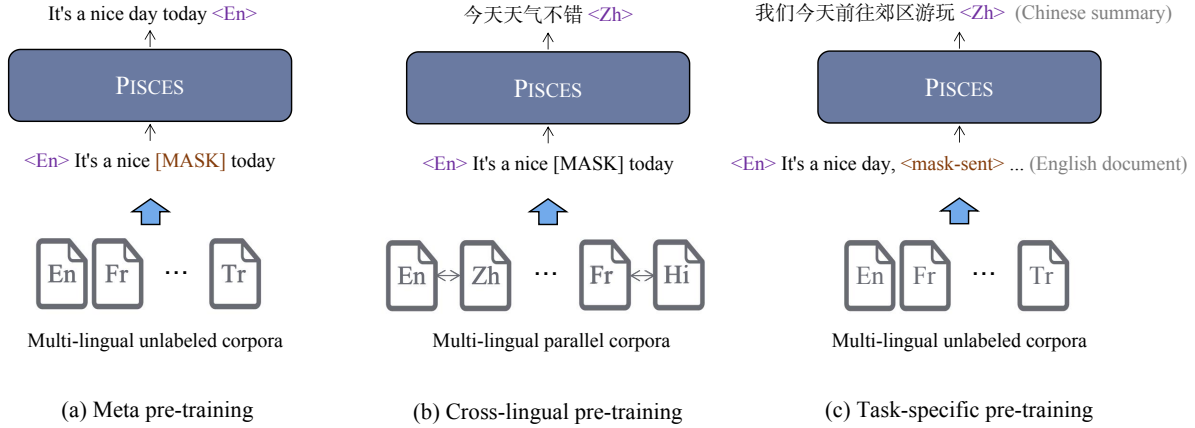 It's a nice day today <En>
PISCES
<En> It's a nice [MASK] today
En Fr ... Tr
Multi-lingual unlabeled corpora
(a) Meta pre-training
今天天气不错 <Zh>
PISCES
<En> It's a nice [MASK] today
En Zh ... Fr Hi
Multi-lingual parallel corpora
(b) Cross-lingual pre-training
我们今天前往郊区游玩 <Zh> (Chinese summary)
PISCES
<En> It's a nice day, <mask-sent> ... (English document)
En Fr ... Tr
Multi-lingual unlabeled corpora
(c) Task-specific pre-training